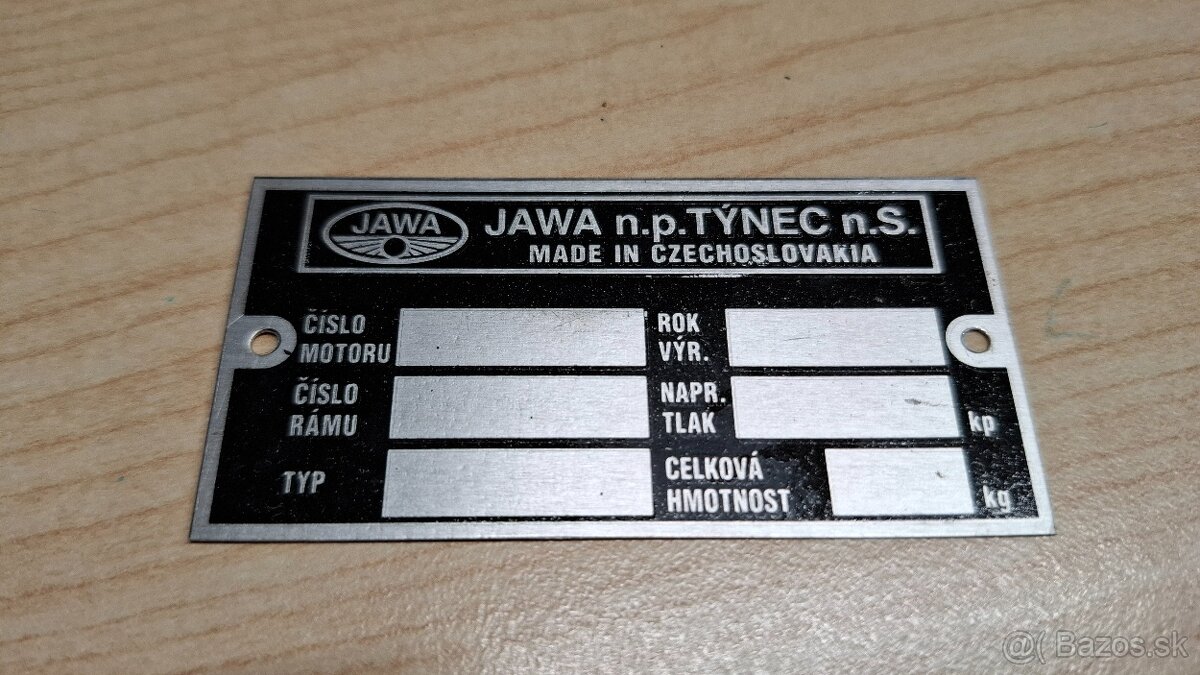 JAWA
JAWA n.p. TÝNEC n.S.
MADE IN CZECHOSLOVAKIA
ČÍSLO
MOTORU
ROK
VÝR.
ČÍSLO
RÁMU
NAPR.
TLAK
kp
TYP
CELKOVÁ
HMOTNOST
kg
@( Bazos.sk